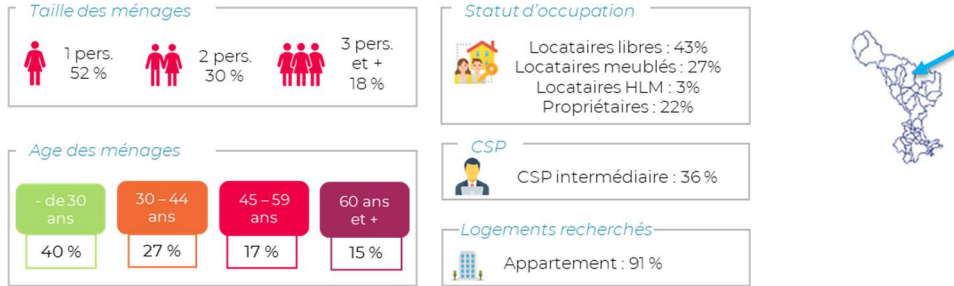 Taille des ménages
1 pers.
52 %
2 pers.
30 %
3 pers.
et +
18 %
Statut d'occupation
Locataires libres : 43%
Locataires meublés : 27%
Locataires HLM : 3%
Propriétaires : 22%
Age des ménages
- de 30
ans
40 %
30 – 44
ans
27 %
45 – 59
ans
17 %
60 ans
et +
15 %
CSP
CSP intermédiaire : 36 %
Logements recherchés
Appartement : 91 %